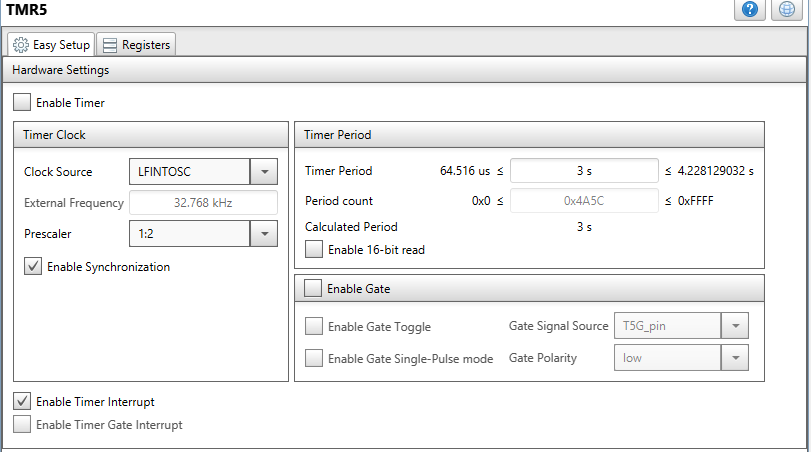 TMR5
Easy Setup Registers
Hardware Settings
Enable Timer
Timer Clock
Clock Source LFINTOSC
External Frequency 32.768 kHz
Prescaler 1:2
Enable Synchronization
Timer Period
Timer Period 64.516 us ≤ 3 s ≤ 4.228129032 s
Period count 0x0 ≤ 0x4A5C ≤ 0xFFFF
Calculated Period 3 s
Enable 16-bit read
Enable Gate
Enable Gate Toggle Gate Signal Source T5G_pin
Enable Gate Single-Pulse mode Gate Polarity low
Enable Timer Interrupt
Enable Timer Gate Interrupt